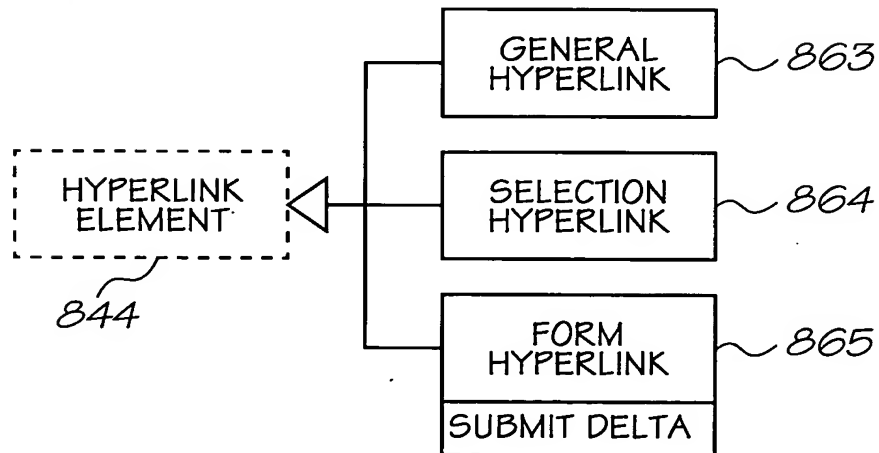 GENERAL
HYPERLINK
863
HYPERLINK
ELEMENT
844
SELECTION
HYPERLINK
864
FORM
HYPERLINK
865
SUBMIT DELTA